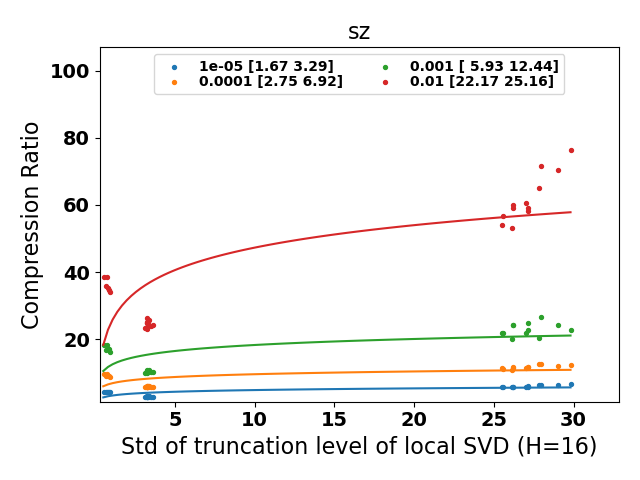 sz
1e-05 [1.67 3.29]
0.0001 [2.75 6.92]
0.001 [ 5.93 12.44]
0.01 [22.17 25.16]
100
80
60
40
20
Compression Ratio
5 10 15 20 25 30
Std of truncation level of local SVD (H=16)